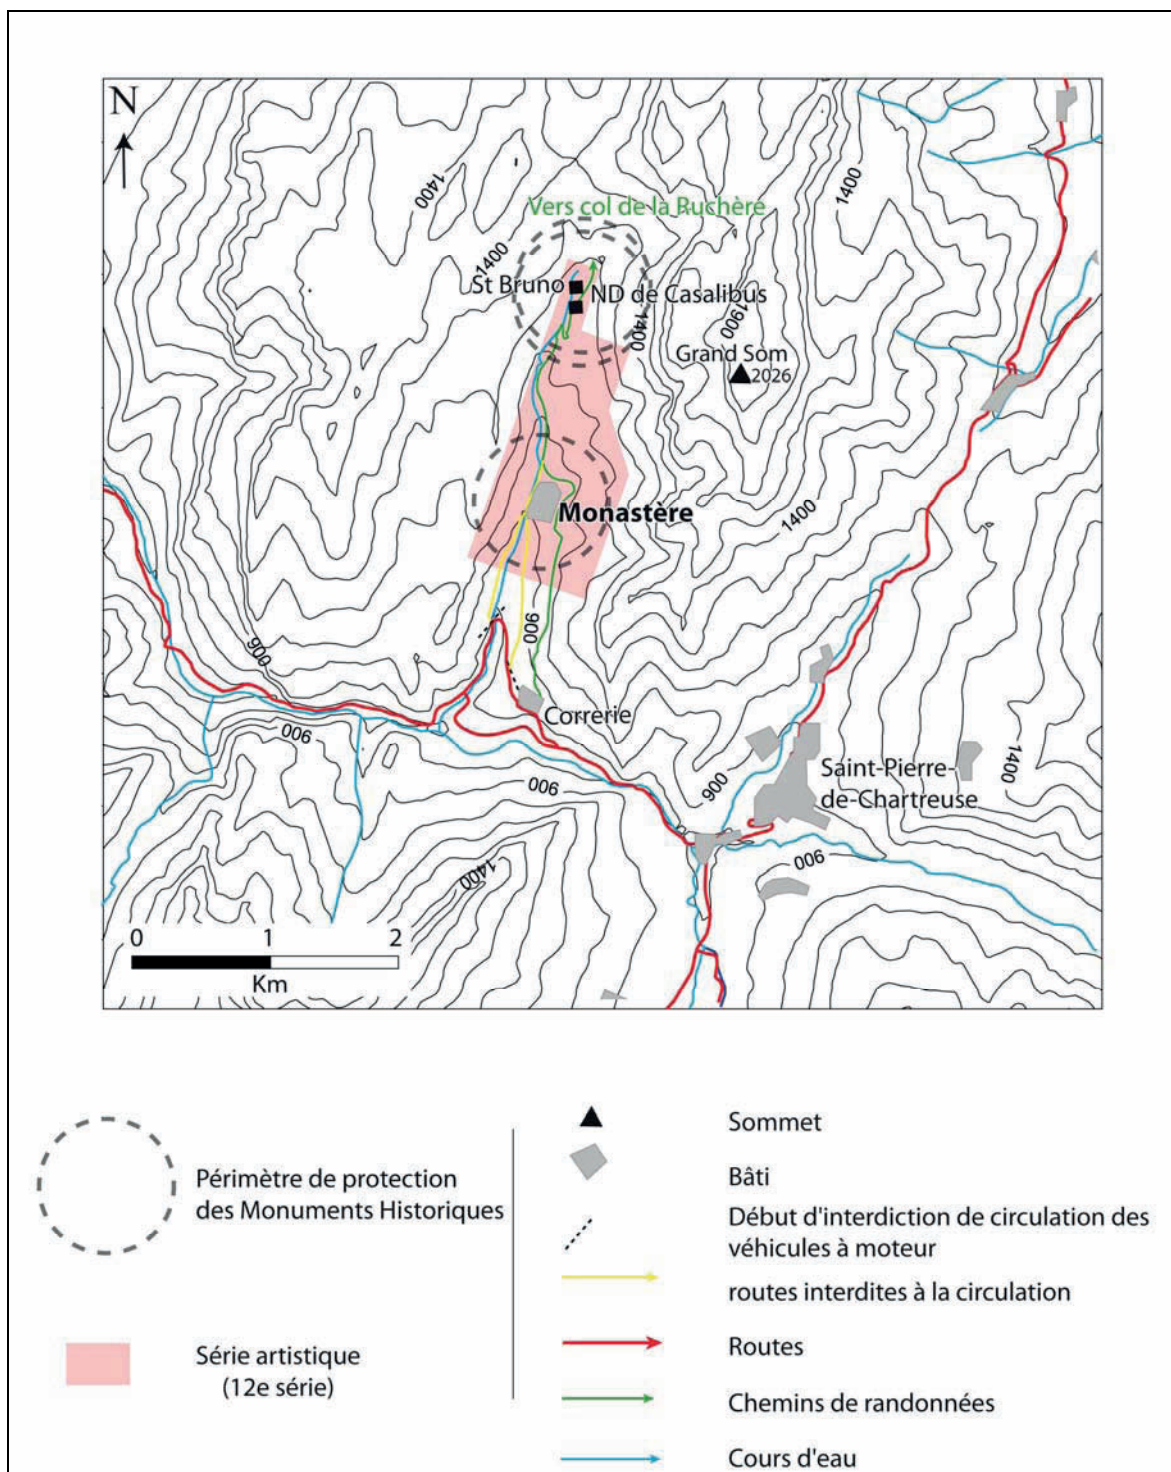 N
1400
1400
Vers col de la Ruchère
1400
St Bruno
ND de Casalibus
1900
1400
Grand Som
2026
1400
Monastère
900
900
Correrie
900
900
900
Saint-Pierre-
de-Chartreuse
1400
1400
900
0 1 2
Km
Périmètre de protection
des Monuments Historiques
Série artistique
(12e série)
Sommet
Bâti
Début d'interdiction de circulation des
véhicules à moteur
routes interdites à la circulation
Routes
Chemins de randonnées
Cours d'eau